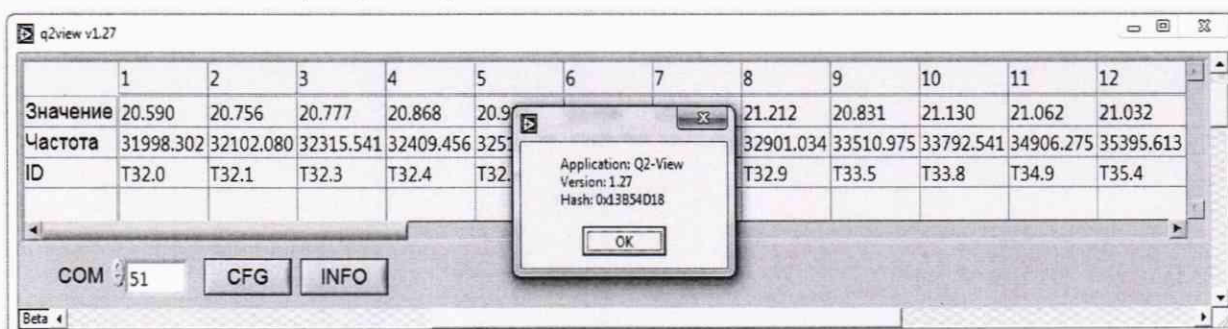 q2view v1.27
1 2 3 4 5 6 7 8 9 10 11 12
Значение 20.590 20.756 20.777 20.868 20.9 21.212 20.831 21.130 21.062 21.032
Частота 31998.302 32102.080 32315.541 32409.456 3251 32901.034 33510.975 33792.541 34906.275 35395.613
ID T32.0 T32.1 T32.3 T32.4 T32. T32.9 T33.5 T33.8 T34.9 T35.4
Application: Q2-View
Version: 1.27
Hash: 0x13B54D18
OK
COM 51 CFG INFO
Beta